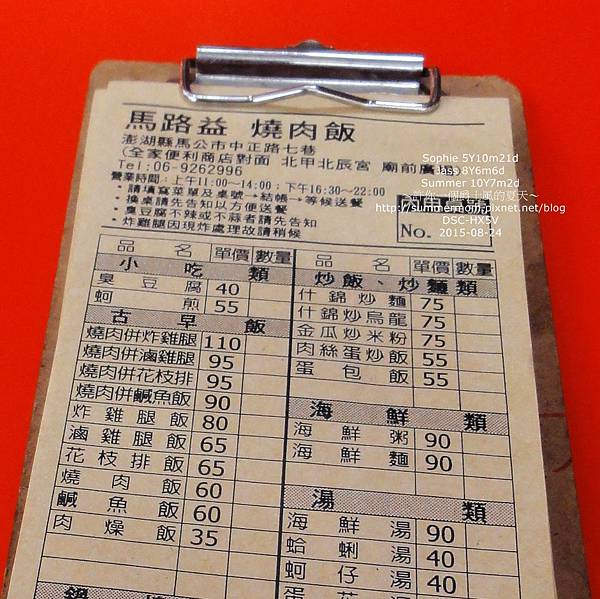 馬路益 燒肉飯
澎湖縣馬公市中正路七巷
(全家便利商店對面 北甲北辰宮 廟前廣場)
Tel:06-9262996
營業時間:上午11:00～14:00;下午16:30～22:00
•請填寫菜單及桌號→結帳→等候送餐
•換桌請先告知以方便送餐
•臭豆腐不辣或不蒜者請先告知
•炸雞腿因現炸處理故請稍候
No.
Sophie 5Y10m21d
Jass 8Y6m6d
Summer 10Y7m2d
～許你一個爵士風的夏天～
http://summermom.pixnet.net/blog
DSC-HX5V
2015-08-24
品名 單價 數量
小吃類
臭豆腐 40
蚵煎 55
古早飯
燒肉併炸雞腿 110
燒肉併滷雞腿 95
燒肉併花枝排 95
燒肉併鹹魚飯 90
炸雞腿飯 80
滷雞腿飯 65
花枝排飯 65
燒肉飯 60
鹹魚飯 60
肉燥飯 35
品名 單價 數量
炒飯、炒麵類
什錦炒麵 75
什錦炒烏龍 75
金瓜炒米粉 75
肉絲蛋炒飯 55
蛋包飯 55
海鮮類
海鮮粥 90
海鮮麵 90
湯類
海鮮湯 90
蛤蜊湯 40
蚵仔湯 40